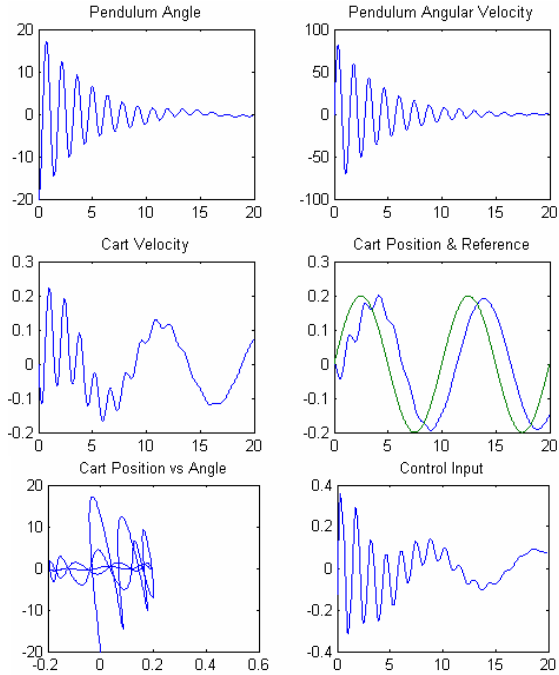 Pendulum Angle
20
10
0
-10
-20
0 5 10 15 20
Pendulum Angular Velocity
100
50
0
-50
-100
0 5 10 15 20
Cart Velocity
0.3
0.2
0.1
0
-0.1
-0.2
0 5 10 15 20
Cart Position & Reference
0.3
0.2
0.1
0
-0.1
-0.2
0 5 10 15 20
Cart Position vs Angle
20
10
0
-10
-20
-0.2 0 0.2 0.4 0.6
Control Input
0.4
0.2
0
-0.2
-0.4
0 5 10 15 20